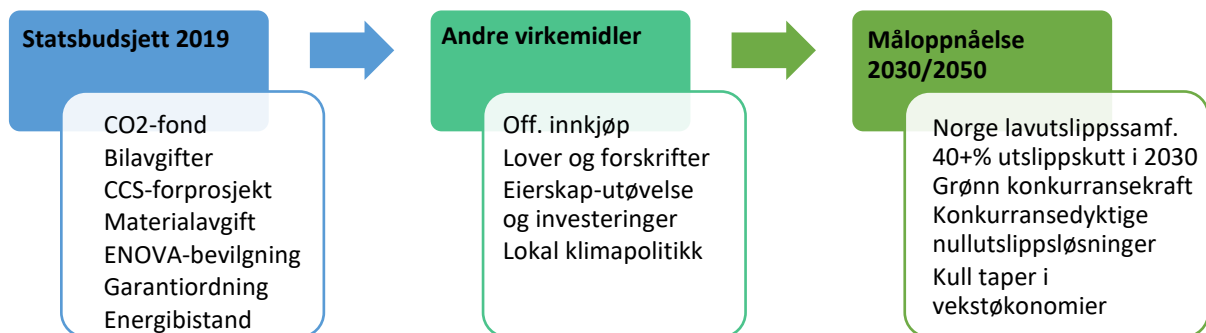 Statsbudsjett 2019
CO2-fond
Bilavgifter
CCS-forprosjekt
Materialavgift
ENOVA-bevilgning
Garantiordning
Energibistand
Andre virkemidler
Off. innkjøp
Lover og forskrifter
Eierskap-utøvelse
og investeringer
Lokal klimapolitikk
Måloppnåelse
2030/2050
Norge lavutslippssamf.
40+% utslippskutt i 2030
Grønn konkurransekraft
Konkurransedyktige
nullutslippsløsninger
Kull taper i
vekstøkonomier